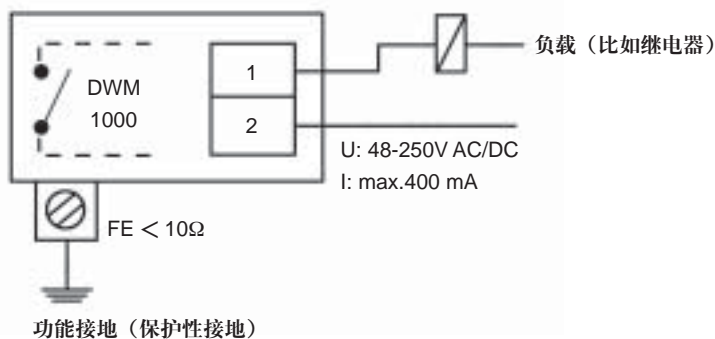 负载（比如继电器）
DWM
1000
1
2
U: 48-250V AC/DC
I: max.400 mA
FE < 10Ω
功能接地（保护性接地）